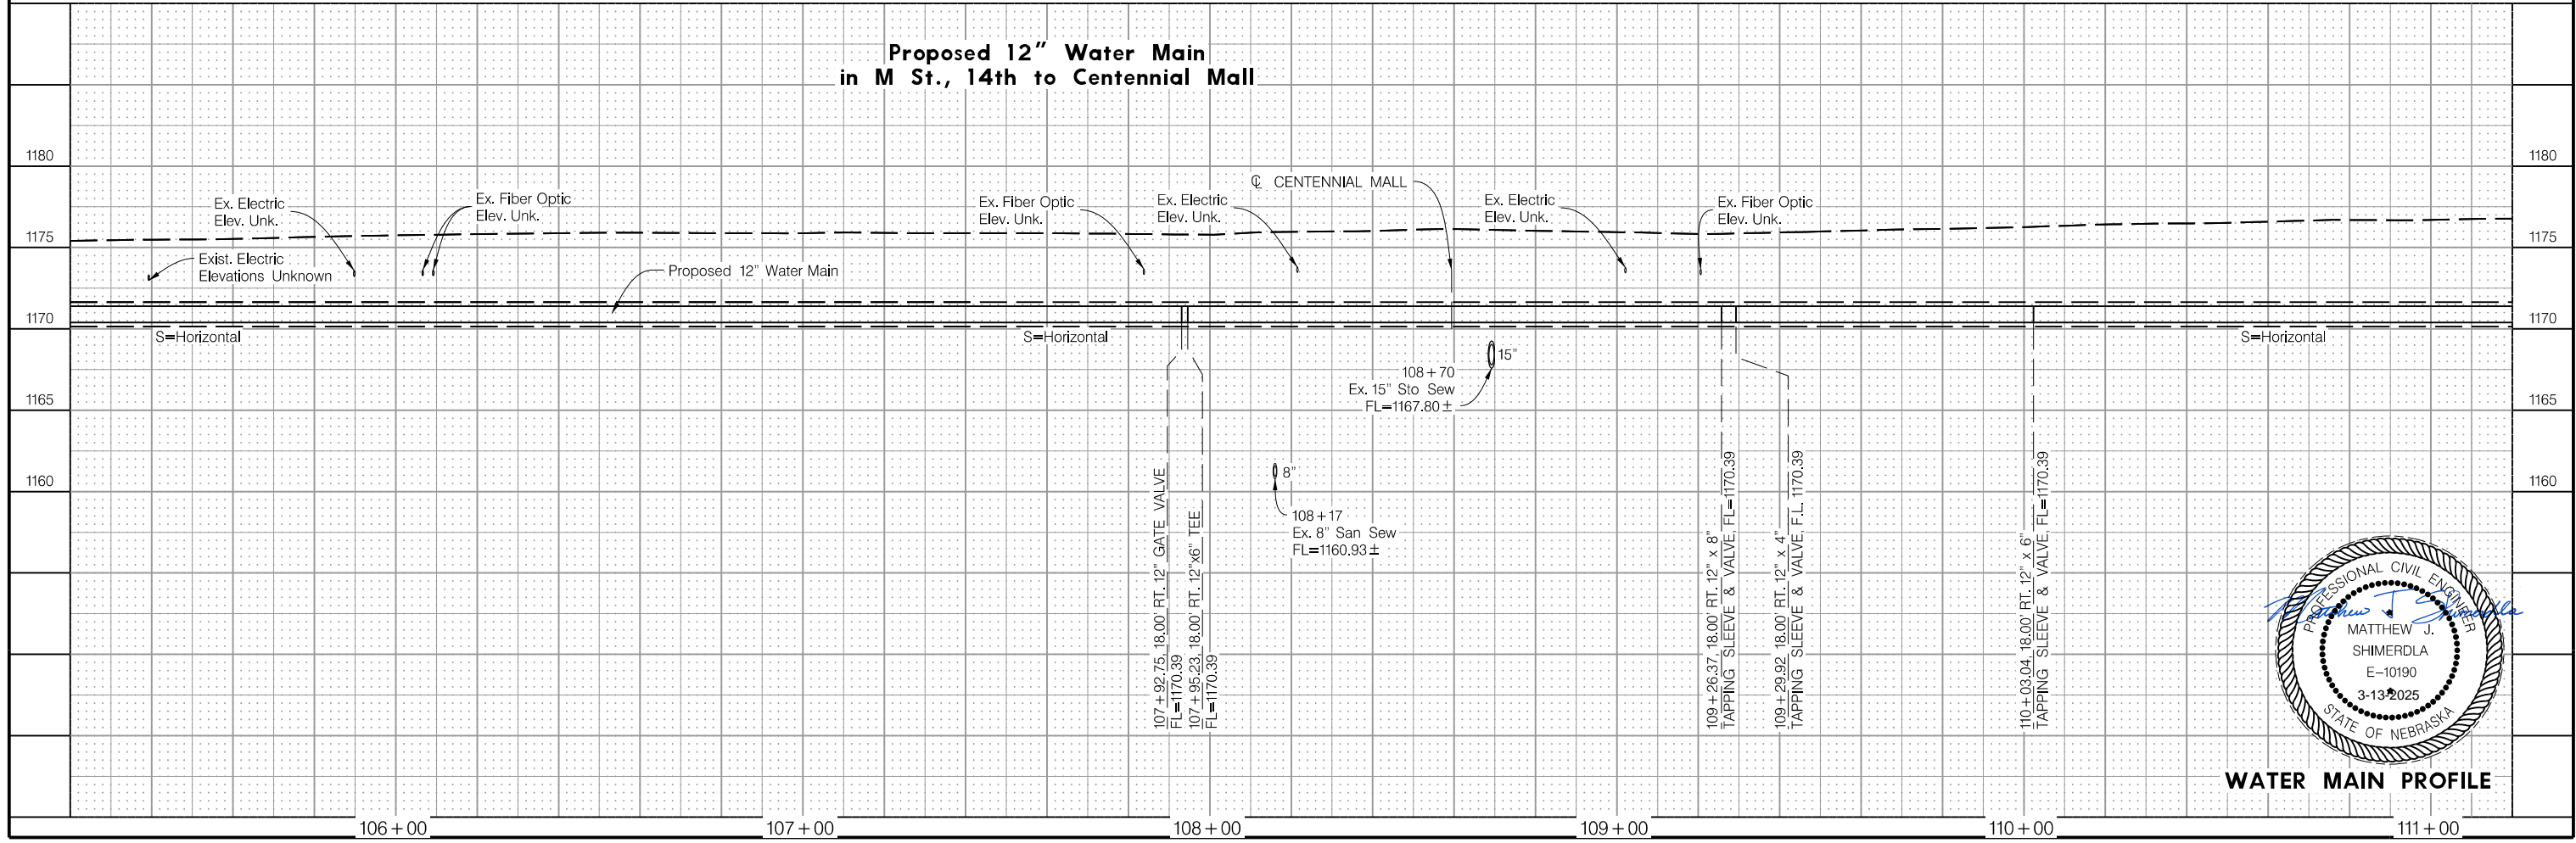 Proposed 12" Water Main
in M St., 14th to Centennial Mall
1180
1180
1175
1175
1170
1170
1165
1165
1160
1160
Ex. Electric
Elev. Unk.
Ex. Fiber Optic
Elev. Unk.
Exist. Electric
Elevations Unknown
Proposed 12" Water Main
Ex. Fiber Optic
Elev. Unk.
Ex. Electric
Elev. Unk.
℄ CENTENNIAL MALL
Ex. Electric
Elev. Unk.
Ex. Fiber Optic
Elev. Unk.
S=Horizontal
S=Horizontal
S=Horizontal
15"
108+70
Ex. 15" Sto Sew
FL=1167.80±
8"
108+17
Ex. 8" San Sew
FL=1160.93±
107+92.75, 18.00' RT. 12" GATE VALVE
FL=1170.39
107+95.23, 18.00' RT. 12"x6" TEE
FL=1170.39
109+26.37, 18.00' RT. 12" x 8"
TAPPING SLEEVE & VALVE, FL=1170.39
109+29.92 18.00' RT. 12" x 4"
TAPPING SLEEVE & VALVE, F.L. 1170.39
110+03.04, 18.00' RT. 12" x 6"
TAPPING SLEEVE & VALVE, FL=1170.39
PROFESSIONAL CIVIL ENGINEER
Matthew J Shimerdla
MATTHEW J.
SHIMERDLA
E-10190
3-13-2025
STATE OF NEBRASKA
WATER MAIN PROFILE
106+00
107+00
108+00
109+00
110+00
111+00